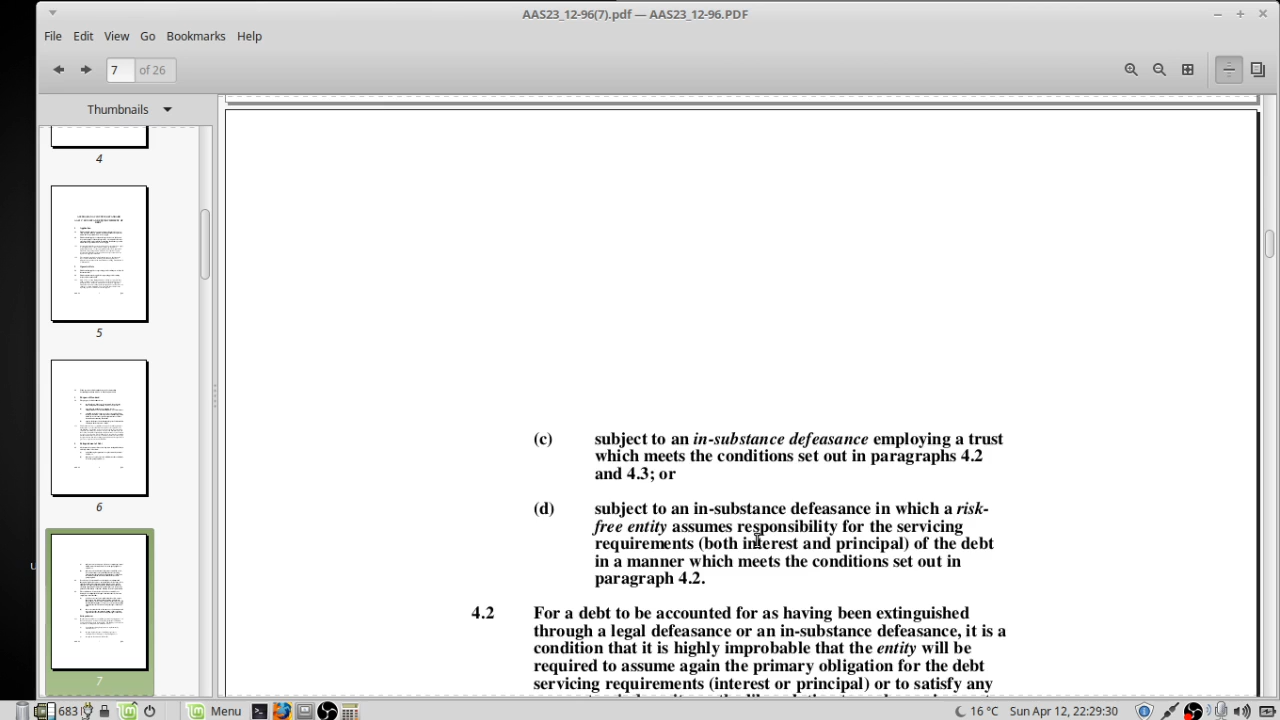 AAS23_12-96(7).pdf — AAS23_12-96.PDF
File Edit View Go Bookmarks Help
7 of 26
Thumbnails
4
5
6
7
(c) subject to an in-substance defeasance employing a trust
which meets the conditions set out in paragraphs 4.2
and 4.3; or
(d) subject to an in-substance defeasance in which a risk-
free entity assumes responsibility for the servicing
requirements (both interest and principal) of the debt
in a manner which meets the conditions set out in
paragraph 4.2.
4.2 For a debt to be accounted for as having been extinguished
through a legal defeasance or an in-substance defeasance, it is a
condition that it is highly improbable that the entity will be
required to assume again the primary obligation for the debt
servicing requirements (interest or principal) or to satisfy any
683 Menu 16 °C Sun Apr 12, 22:29:30